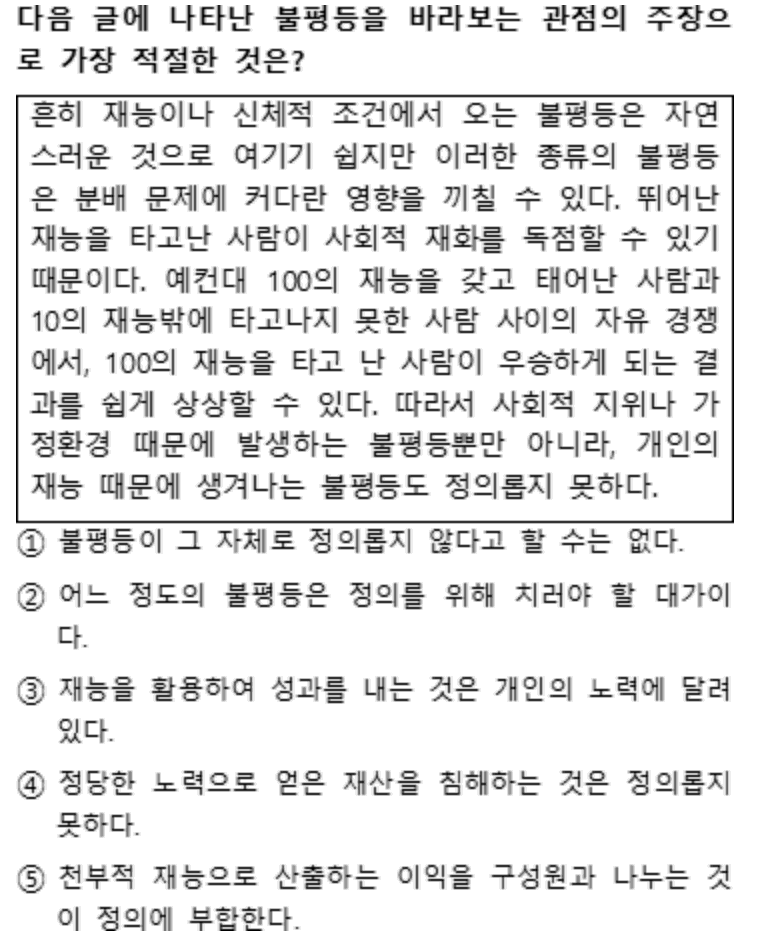 다음 글에 나타난 불평등을 바라보는 관점의 주장으
로 가장 적절한 것은?
흔히 재능이나 신체적 조건에서 오는 불평등은 자연
스러운 것으로 여기기 쉽지만 이러한 종류의 불평등
은 분배 문제에 커다란 영향을 끼칠 수 있다. 뛰어난
재능을 타고난 사람이 사회적 재화를 독점할 수 있기
때문이다. 예컨대 100의 재능을 갖고 태어난 사람과
10의 재능밖에 타고나지 못한 사람 사이의 자유 경쟁
에서, 100의 재능을 타고 난 사람이 우승하게 되는 결
과를 쉽게 상상할 수 있다. 따라서 사회적 지위나 가
정환경 때문에 발생하는 불평등뿐만 아니라, 개인의
재능 때문에 생겨나는 불평등도 정의롭지 못하다.
① 불평등이 그 자체로 정의롭지 않다고 할 수는 없다.
② 어느 정도의 불평등은 정의를 위해 치러야 할 대가이
다.
③ 재능을 활용하여 성과를 내는 것은 개인의 노력에 달려
있다.
④ 정당한 노력으로 얻은 재산을 침해하는 것은 정의롭지
못하다.
⑤ 천부적 재능으로 산출하는 이익을 구성원과 나누는 것
이 정의에 부합한다.